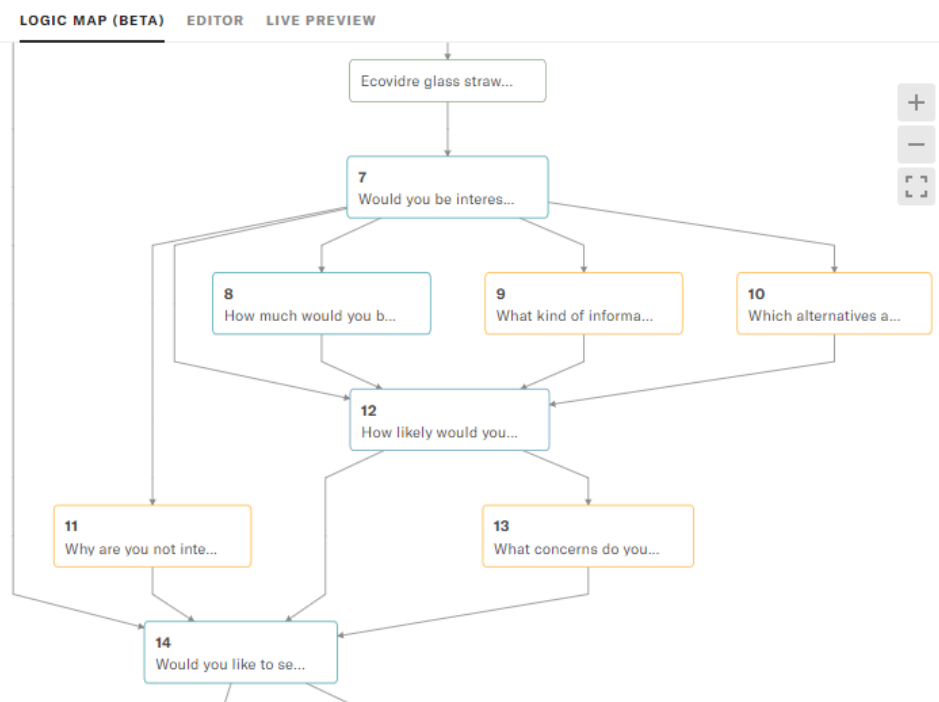 LOGIC MAP (BETA) EDITOR LIVE PREVIEW
Ecovidre glass straw...
7
Would you be interes...
8
How much would you b...
9
What kind of informa...
10
Which alternatives a...
12
How likely would you...
11
Why are you not inte...
13
What concerns do you...
14
Would you like to se...